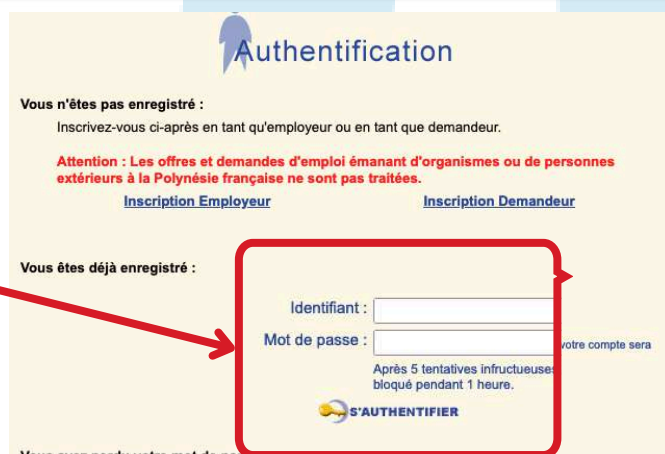 Authentification
Vous n'êtes pas enregistré :
Inscrivez-vous ci-après en tant qu'employeur ou en tant que demandeur.
Attention : Les offres et demandes d'emploi émanant d'organismes ou de personnes
extérieurs à la Polynésie française ne sont pas traitées.
Inscription Employeur Inscription Demandeur
Vous êtes déjà enregistré :
Identifiant :
Mot de passe :
votre compte sera
Après 5 tentatives infructueuses
bloqué pendant 1 heure.
S'AUTHENTIFIER